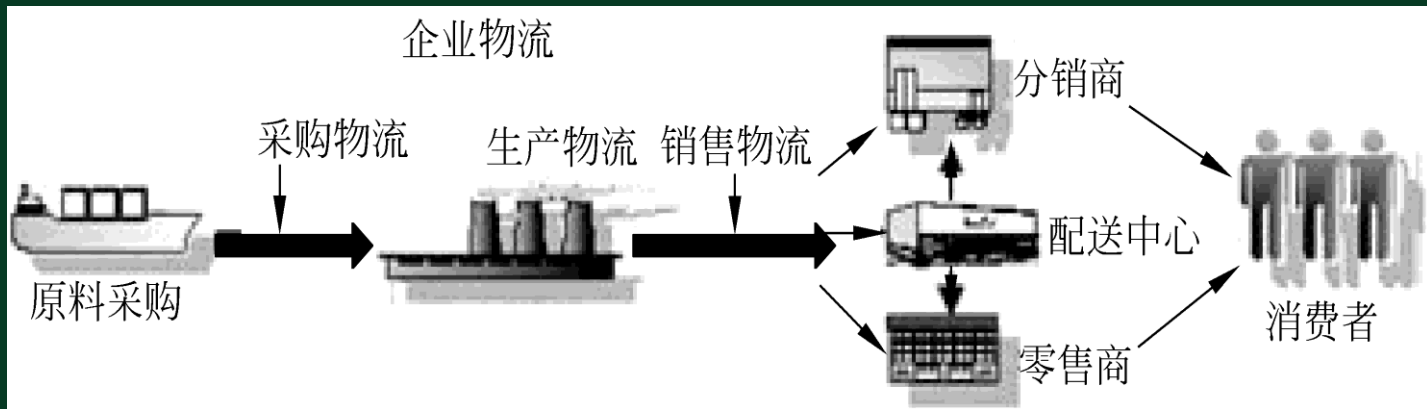 企业物流
采购物流
生产物流
销售物流
分销商
原料采购
配送中心
零售商
消费者